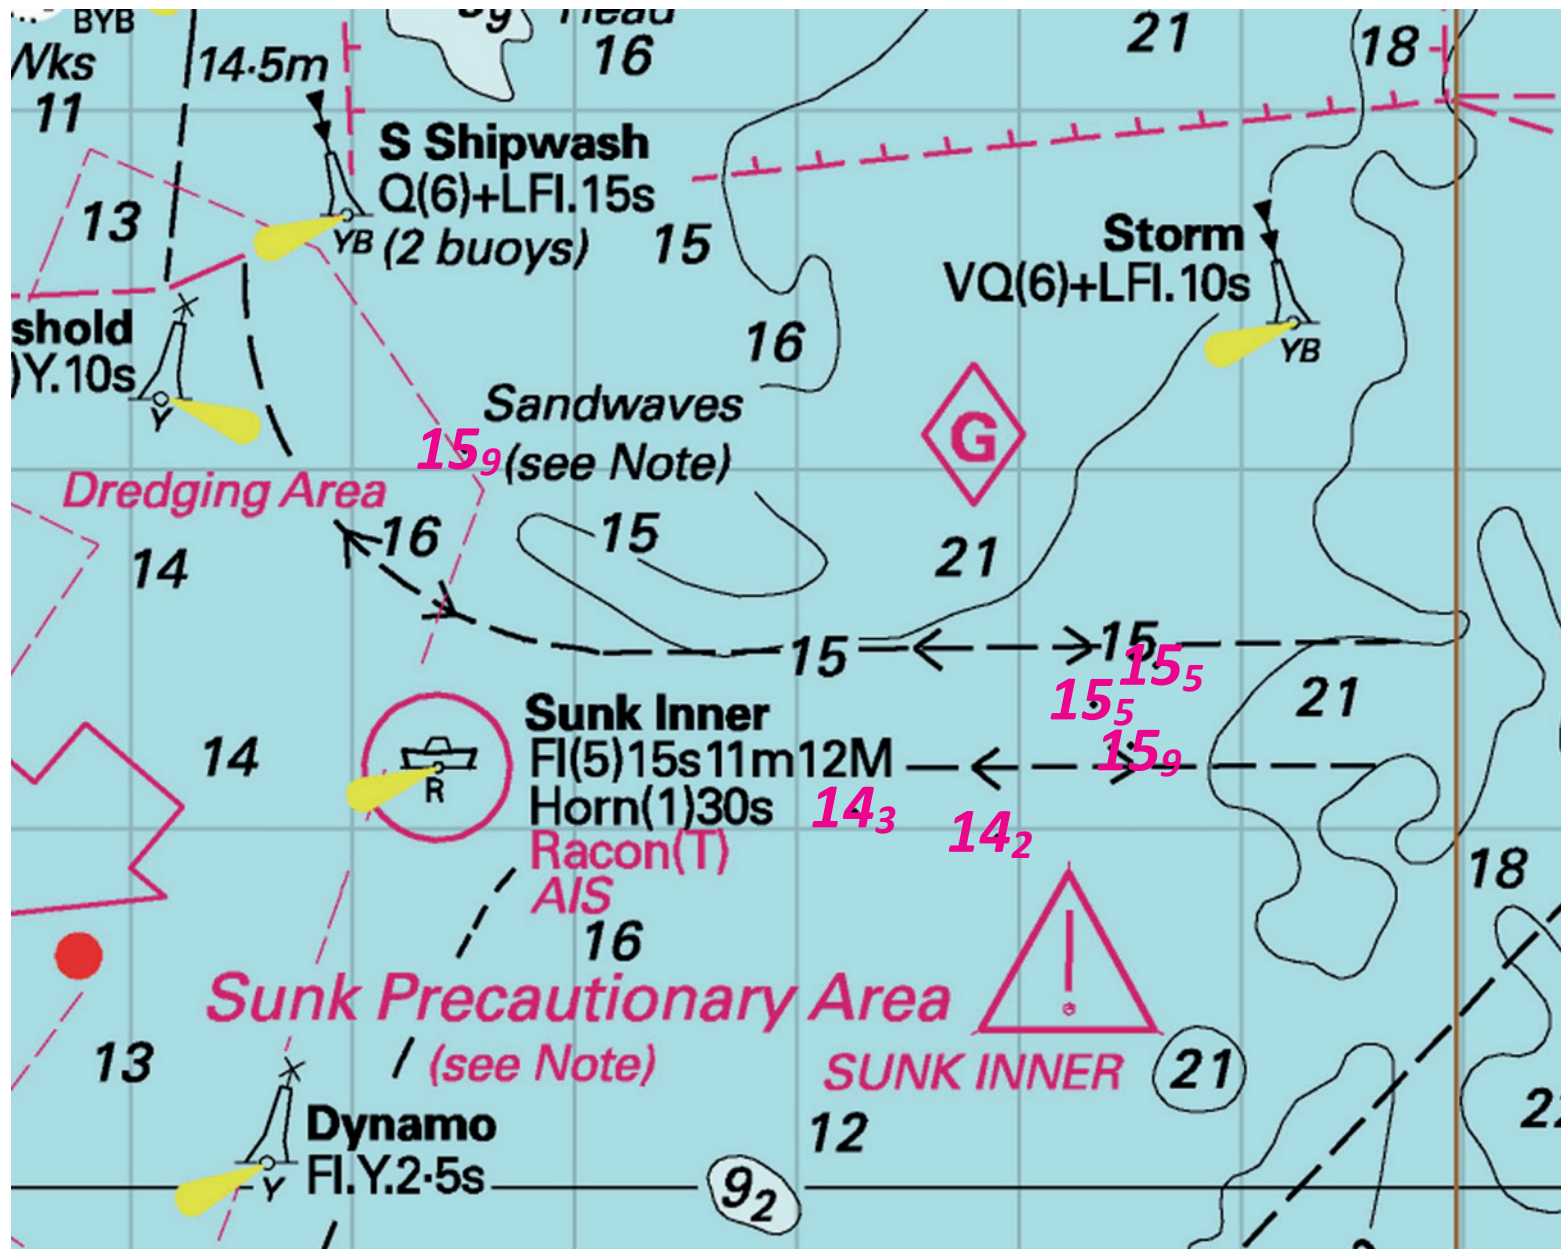 BYB
16
21
18
14·5m
11
S Shipwash
Q(6)+LFl.15s
YB (2 buoys)
15
13
Storm
VQ(6)+LFl.10s
YB
shold
)Y.10s
Y
16
Sandwaves
(see Note)
15₉
G
Dredging Area
16
15
21
14
15
15
15₅
15₅
21
Sunk Inner
Fl(5)15s11m12M
Horn(1)30s
Racon(T)
AIS
R
14
15₉
14₃
14₂
18
16
Sunk Precautionary Area
(see Note)
!
SUNK INNER
21
13
12
Dynamo
Fl.Y.2·5s
Y
9₂